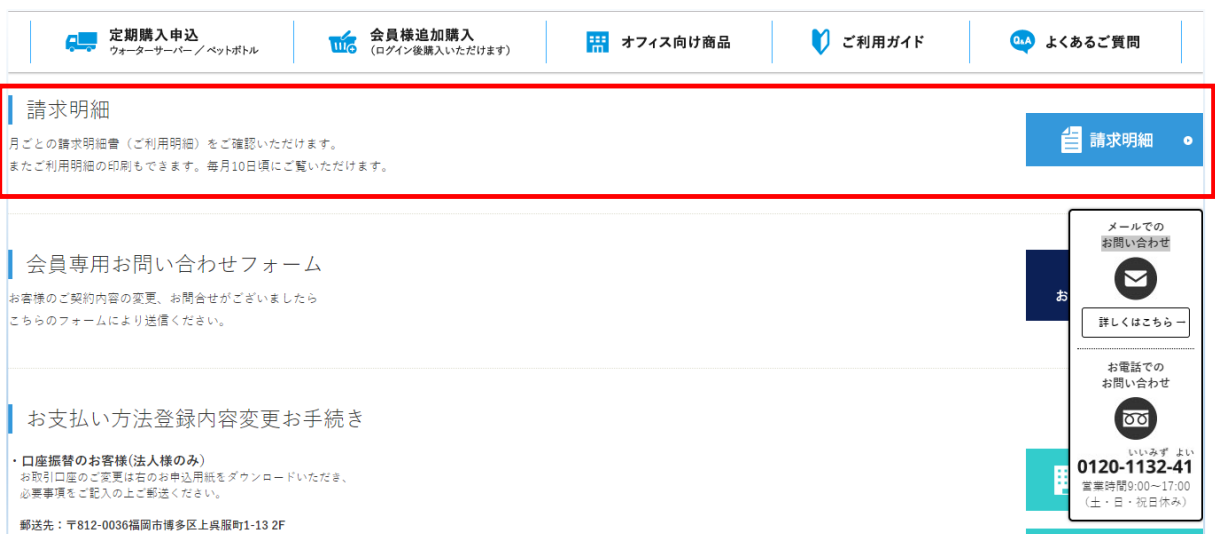 定期購入申込
ウォーターサーバー / ペットボトル
会員様追加購入
(ログイン後購入いただけます)
オフィス向け商品
ご利用ガイド
Q&A
よくあるご質問
請求明細
月ごとの請求明細書（ご利用明細）をご確認いただけます。
またご利用明細の印刷もできます。毎月10日頃にご覧いただけます。
請求明細
メールでの
お問い合わせ
詳しくはこちら
会員専用お問い合わせフォーム
お客様のご契約内容の変更、お問合せがございましたら
こちらのフォームにより送信ください。
お
お電話での
お問い合わせ
いいみず よい
0120-1132-41
営業時間9:00～17:00
（土・日・祝日休み）
お支払い方法登録内容変更お手続き
・口座振替のお客様(法人様のみ)
お取引口座のご変更は右のお申込用紙をダウンロードいただき、
必要事項をご記入の上ご郵送ください。
郵送先：〒812-0036福岡市博多区上呉服町1-13 2F